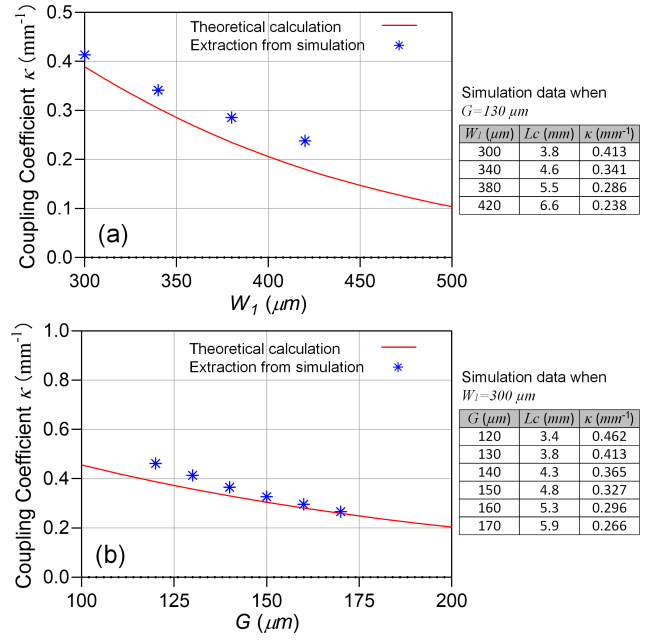 0.5
0.4
0.3
0.2
0.1
0.0
Coupling Coefficient κ (mm⁻¹)
Theoretical calculation
Extraction from simulation
(a)
300 350 400 450 500
W₁ (μm)
Simulation data when
G=130 μm
W₁ (μm) Lc (mm) κ (mm⁻¹)
300 3.8 0.413
340 4.6 0.341
380 5.5 0.286
420 6.6 0.238
1.0
0.8
0.6
0.4
0.2
0.0
Coupling Coefficient κ (mm⁻¹)
Theoretical calculation
Extraction from simulation
(b)
100 125 150 175 200
G (μm)
Simulation data when
W₁=300 μm
G (μm) Lc (mm) κ (mm⁻¹)
120 3.4 0.462
130 3.8 0.413
140 4.3 0.365
150 4.8 0.327
160 5.3 0.296
170 5.9 0.266